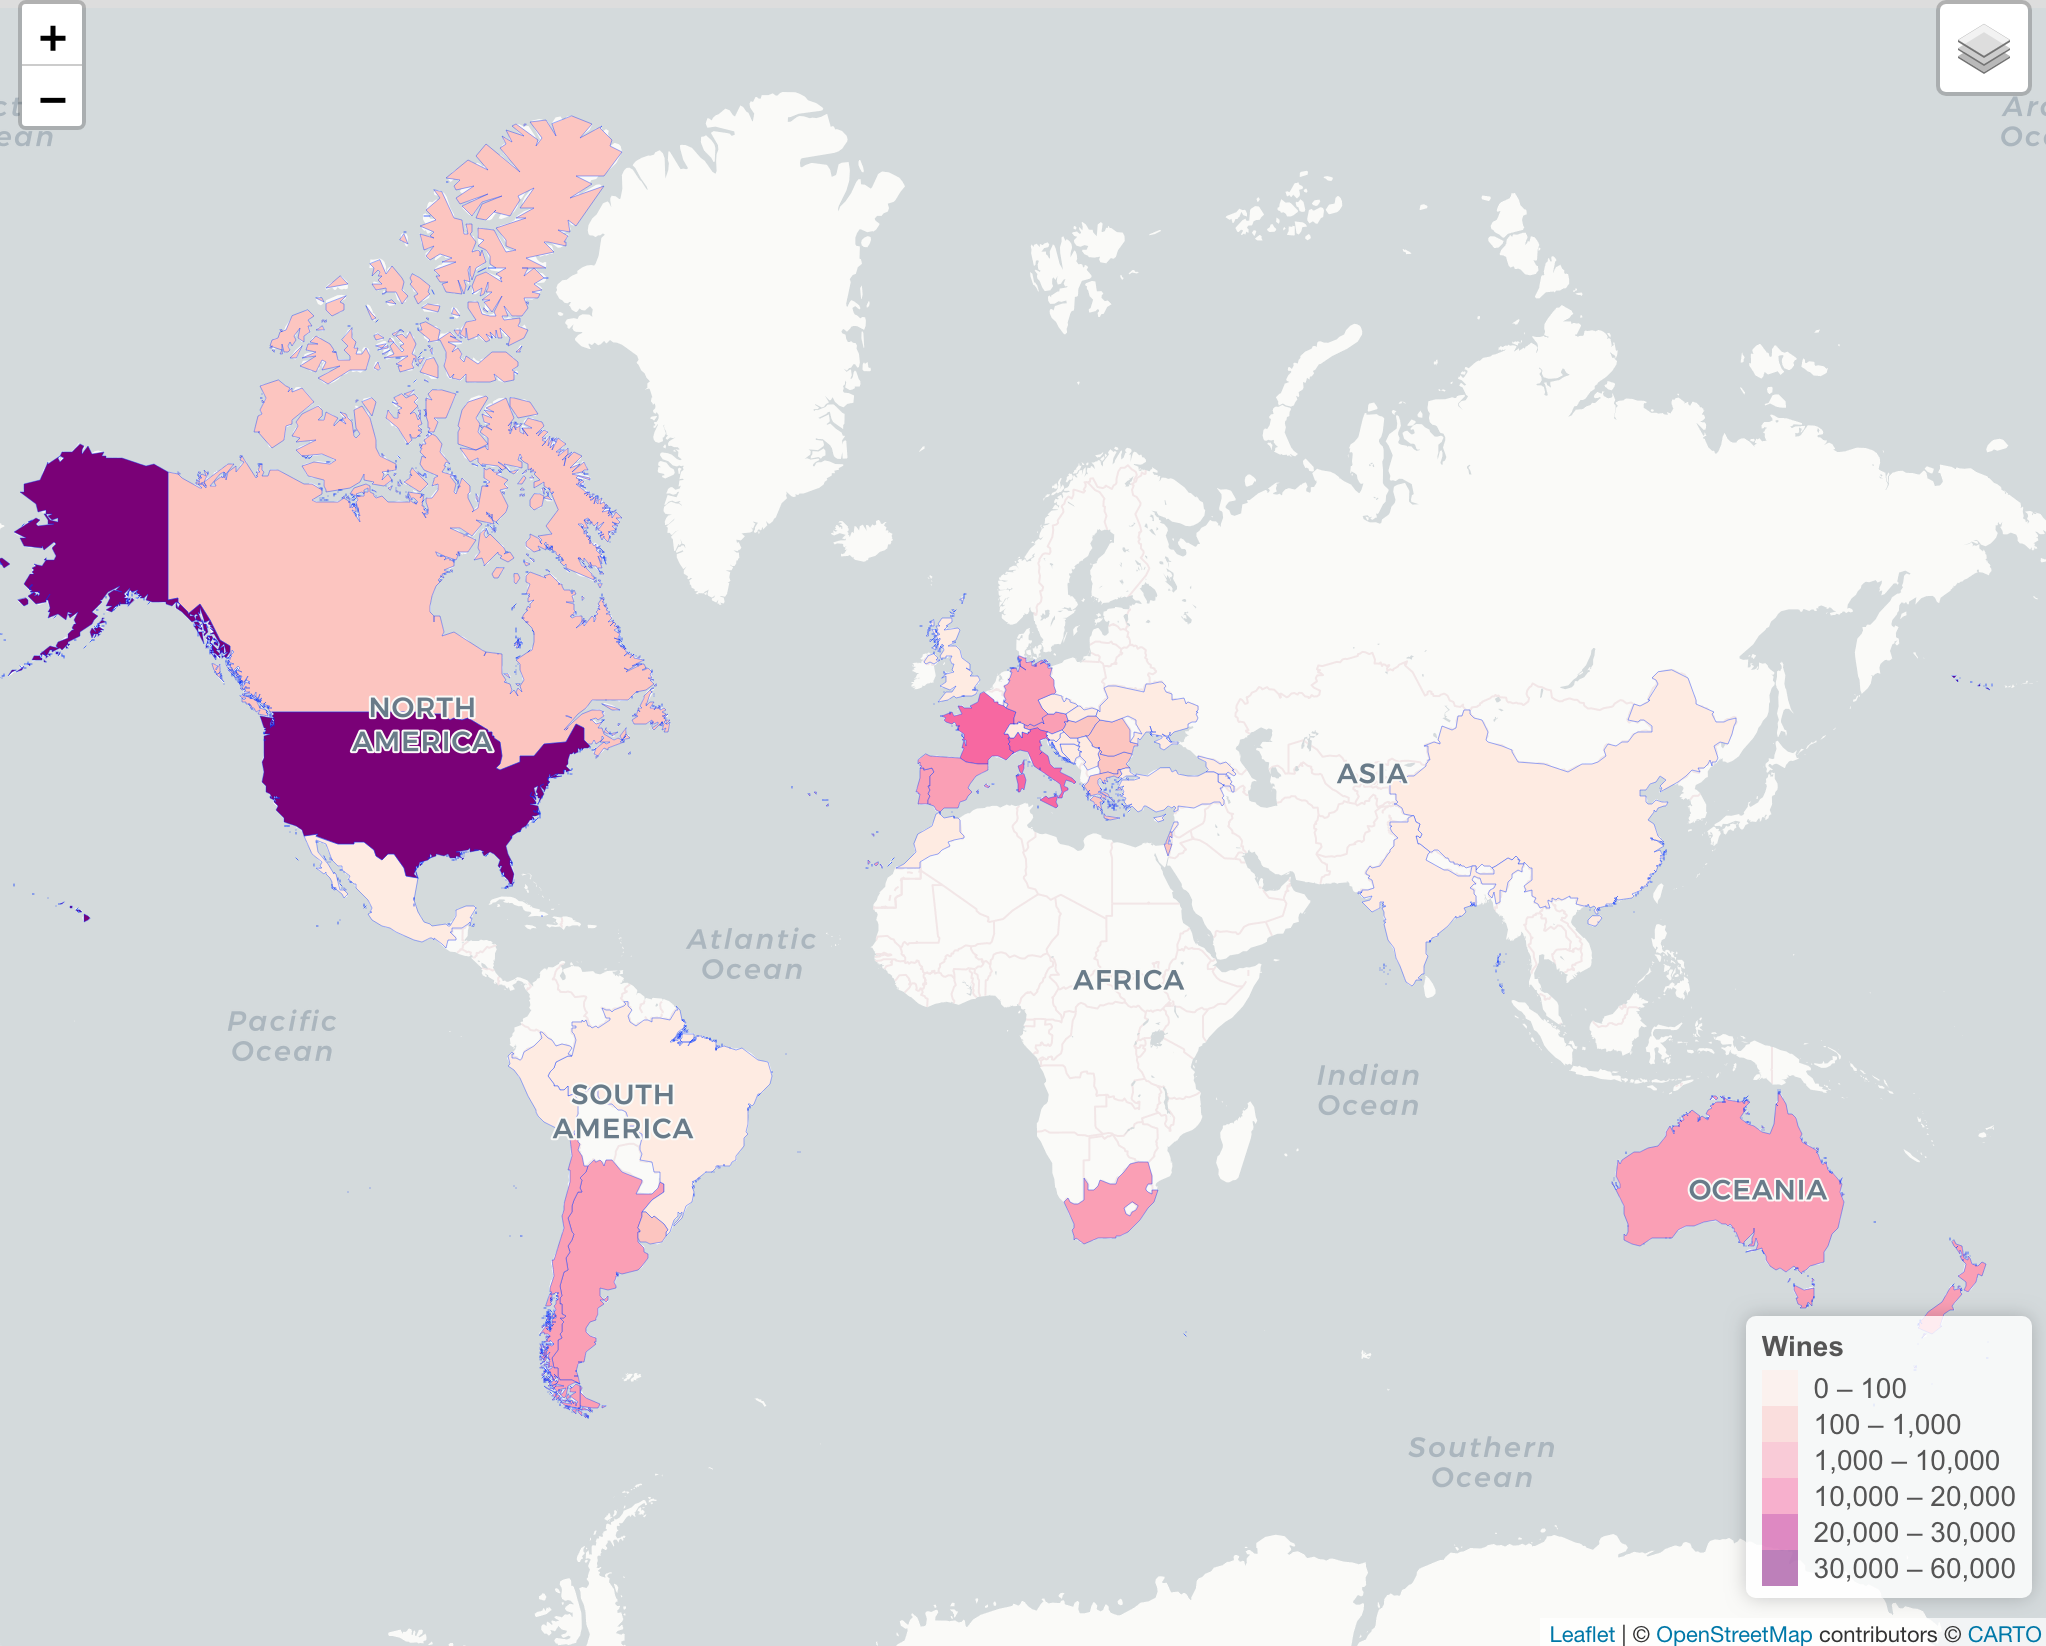 +
−
ean
Arc
Oc
NORTH
AMERICA
ASIA
Atlantic
Ocean
AFRICA
Pacific
Ocean
SOUTH
AMERICA
Indian
Ocean
OCEANIA
Southern
Ocean
Wines
0 – 100
100 – 1,000
1,000 – 10,000
10,000 – 20,000
20,000 – 30,000
30,000 – 60,000
Leaflet | © OpenStreetMap contributors © CARTO